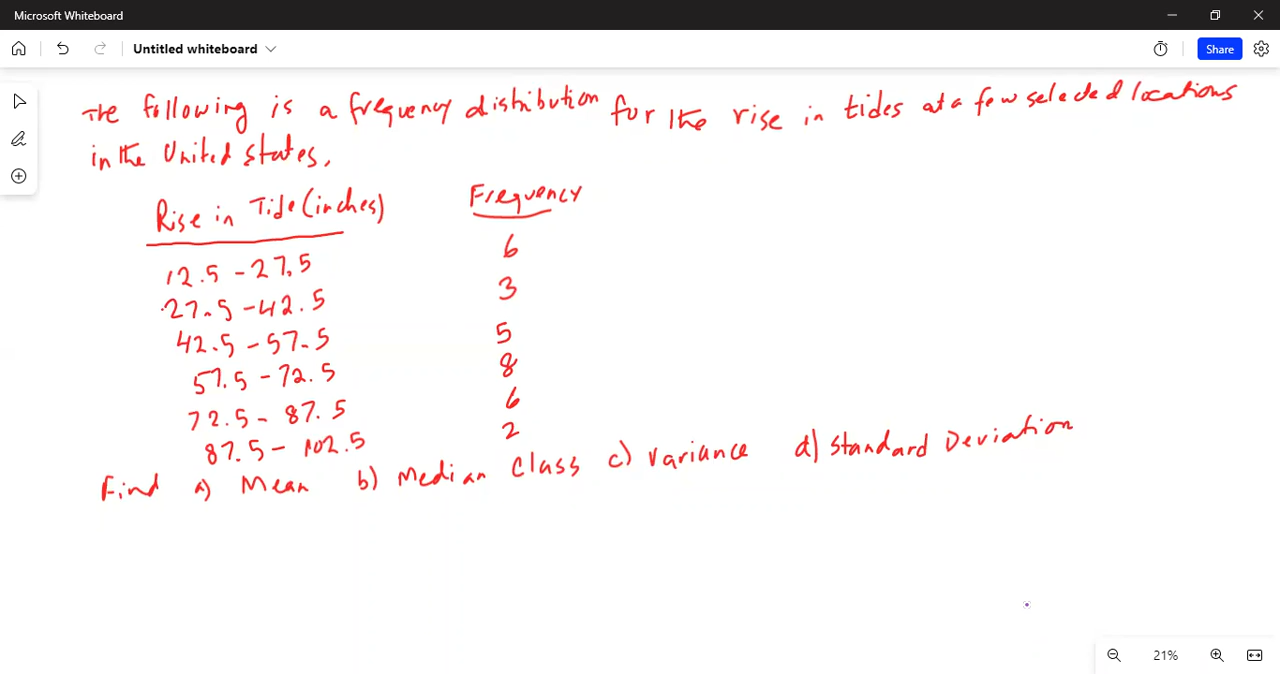 Microsoft Whiteboard
Untitled whiteboard
Share
The following is a frequency distribution for the rise in tides at a few selected locations
in the United States.
Rise in Tide (inches) Frequency
12.5 - 27.5 6
27.5 - 42.5 3
42.5 - 57.5 5
57.5 - 72.5 8
72.5 - 87.5 6
87.5 - 102.5 2
Find a) Mean b) Median Class c) Variance d) Standard Deviation
21%